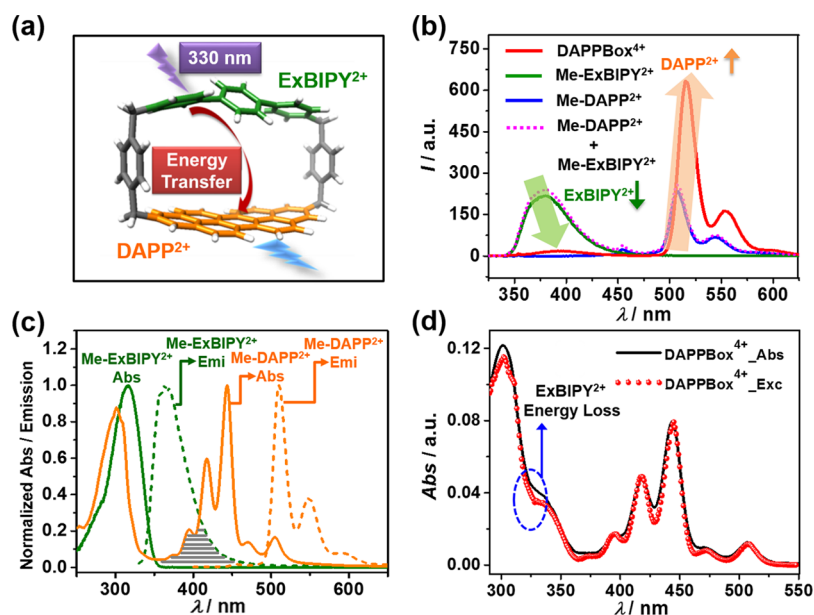 (a)
330 nm
ExBIPY²⁺
Energy
Transfer
DAPP²⁺
(b)
I / a.u.
750
600
450
300
150
0
DAPPBox⁴⁺
Me-ExBIPY²⁺
Me-DAPP²⁺
Me-DAPP²⁺
+
Me-ExBIPY²⁺
DAPP²⁺
ExBIPY²⁺
350 400 450 500 550 600
λ / nm
(c)
Normalized Abs / Emission
1.2
1.0
0.8
0.6
0.4
0.2
0.0
Me-ExBIPY²⁺
Abs
Me-ExBIPY²⁺
Emi
Me-DAPP²⁺
Abs
Me-DAPP²⁺
Emi
300 400 500 600
λ / nm
(d)
Abs / a.u.
0.12
0.08
0.04
0.00
DAPPBox⁴⁺_Abs
DAPPBox⁴⁺_Exc
ExBIPY²⁺
Energy Loss
300 350 400 450 500 550
λ / nm